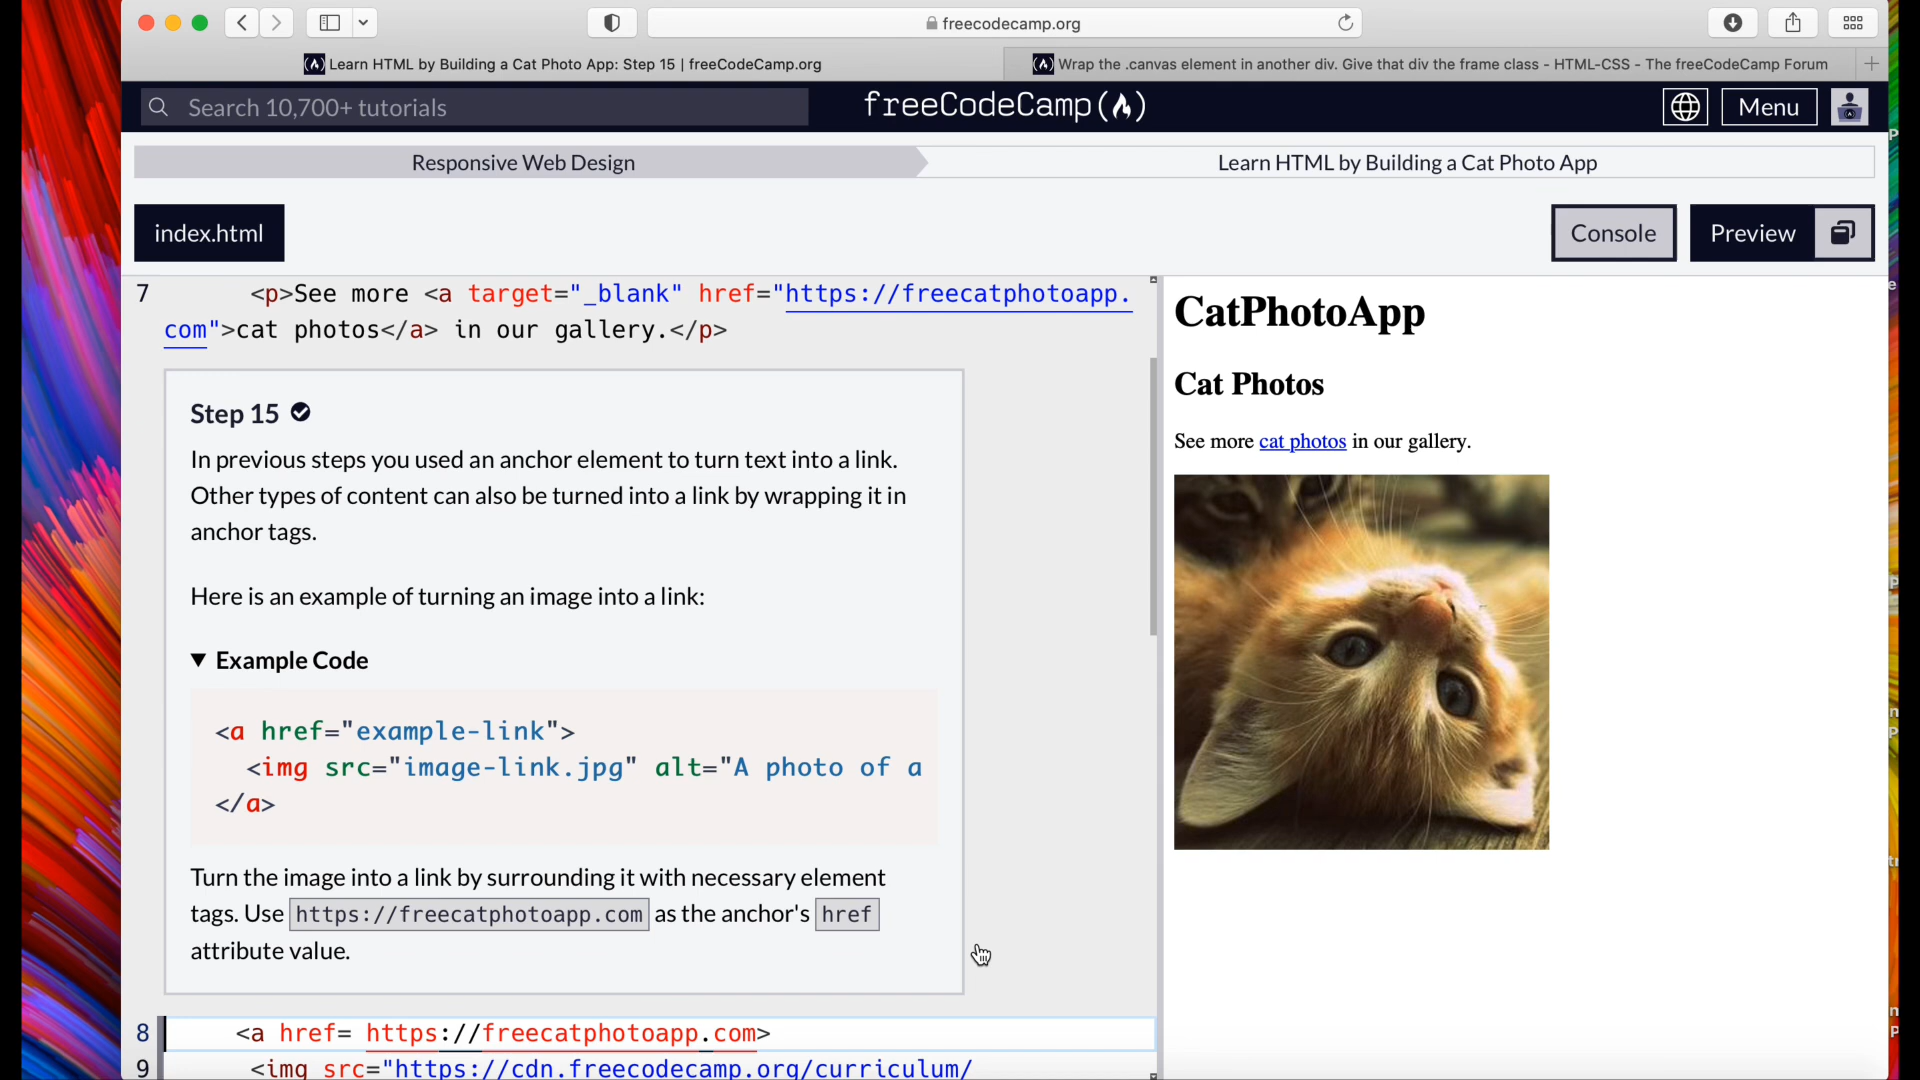 freecodecamp.org
Learn HTML by Building a Cat Photo App: Step 15 | freeCodeCamp.org
Wrap the .canvas element in another div. Give that div the frame class - HTML-CSS - The freeCodeCamp Forum
Search 10,700+ tutorials
freeCodeCamp
Menu
Responsive Web Design
Learn HTML by Building a Cat Photo App
index.html
Console
Preview
7 <p>See more <a target="_blank" href="https://freecatphotoapp.
com">cat photos</a> in our gallery.</p>
Step 15
In previous steps you used an anchor element to turn text into a link.
Other types of content can also be turned into a link by wrapping it in
anchor tags.
Here is an example of turning an image into a link:
Example Code
<a href="example-link">
<img src="image-link.jpg" alt="A photo of a
</a>
Turn the image into a link by surrounding it with necessary element
tags. Use https://freecatphotoapp.com as the anchor's href
attribute value.
8 <a href= https://freecatphotoapp.com>
9 <img src="https://cdn.freecodecamp.org/curriculum/
CatPhotoApp
Cat Photos
See more cat photos in our gallery.